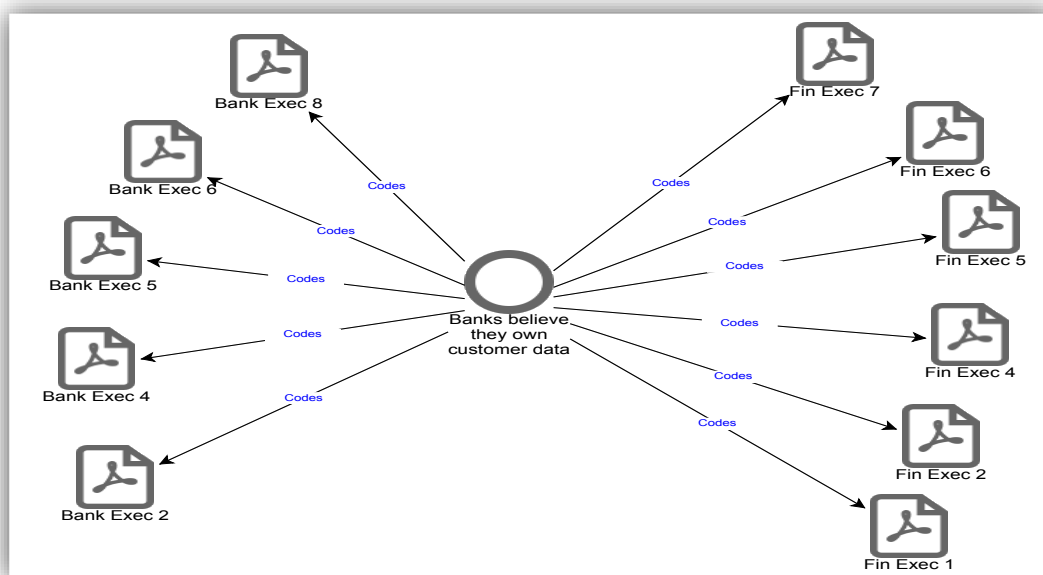 Fin Exec 7
Bank Exec 8
Fin Exec 6
Codes
Codes
Bank Exec 6
Codes
Codes
Fin Exec 5
Codes
Bank Exec 5
Codes
Banks believe
they own
customer data
Codes
Codes
Fin Exec 4
Codes
Bank Exec 4
Codes
Codes
Fin Exec 2
Bank Exec 2
Fin Exec 1